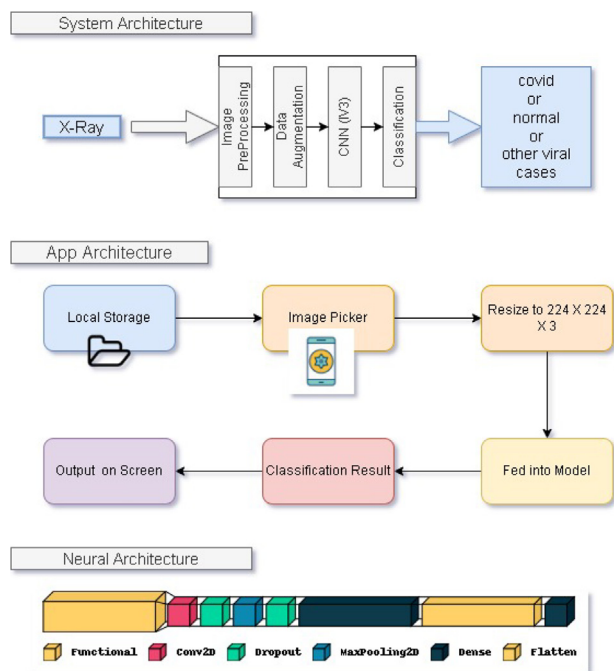 System Architecture
X-Ray
Image
PreProcessing
Data
Augmentation
CNN (IV3)
Classification
covid
or
normal
or
other viral
cases
App Architecture
Local Storage
Image Picker
Resize to 224 X 224
X 3
Output on Screen
Classification Result
Fed into Model
Neural Architecture
Functional
Conv2D
Dropout
MaxPooling2D
Dense
Flatten